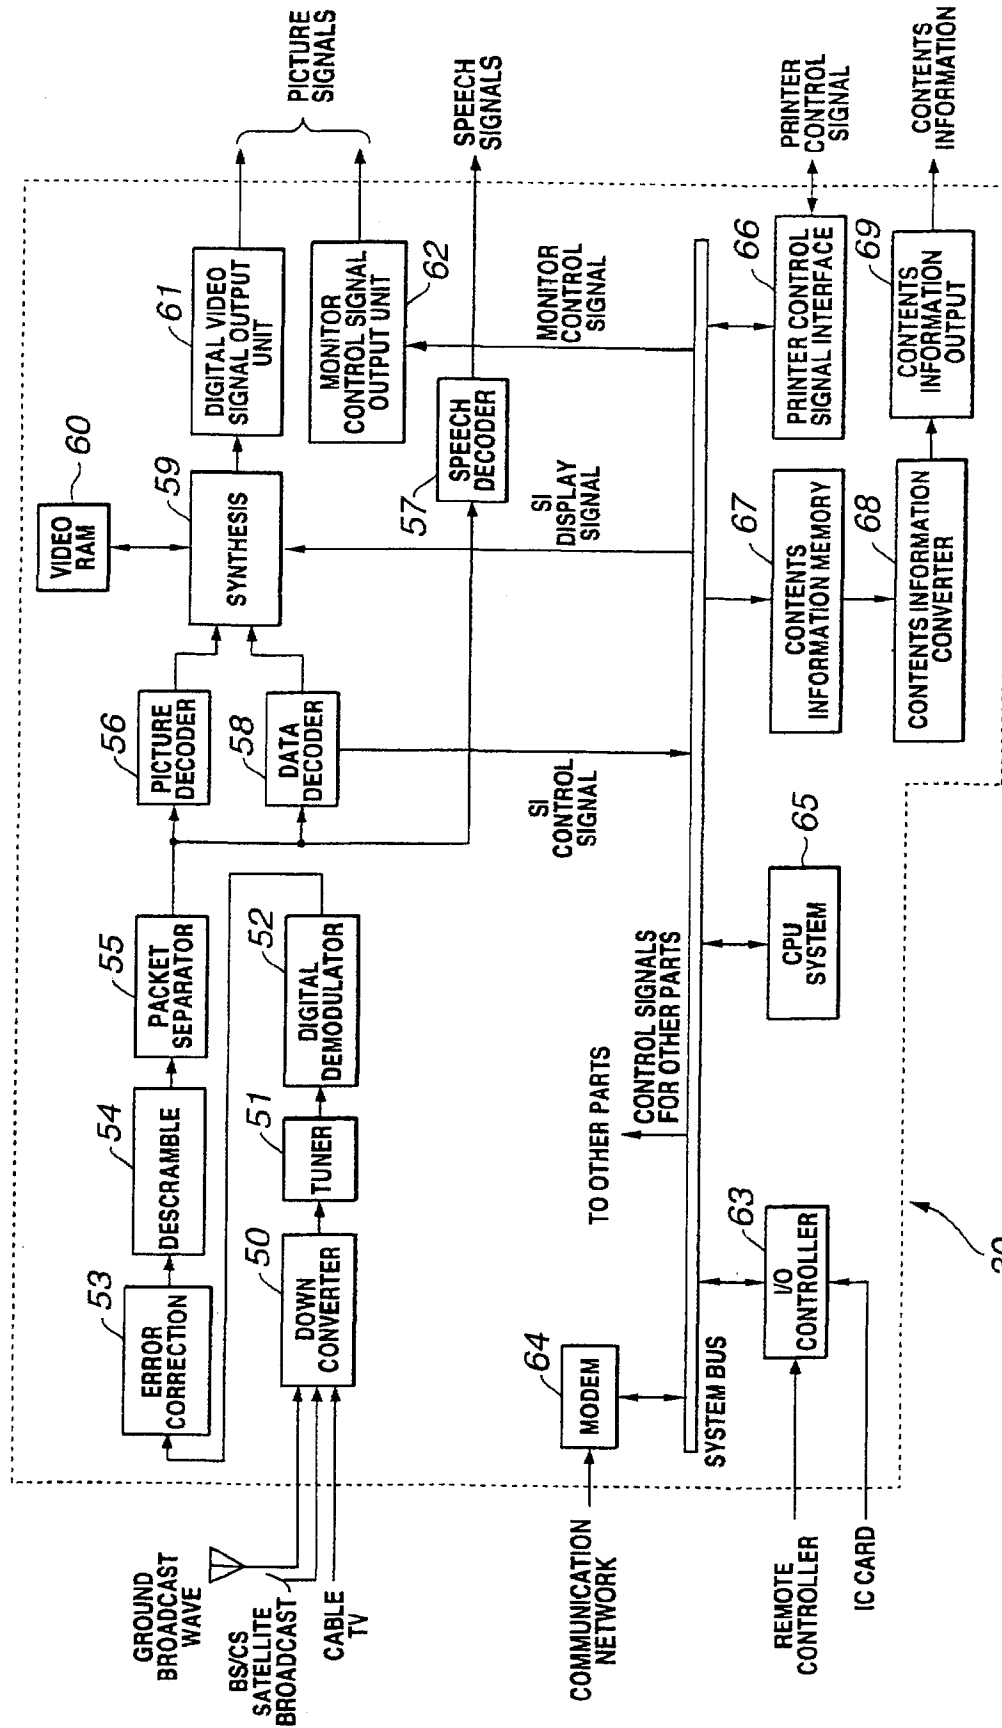 GROUND
BROADCAST
WAVE
BS/CS
SATELLITE
BROADCAST
CABLE
TV
53
ERROR
CORRECTION
54
DESCRAMBLE
55
PACKET
SEPARATOR
50
DOWN
CONVERTER
51
TUNER
52
DIGITAL
DEMODULATOR
56
PICTURE
DECODER
58
DATA
DECODER
60
VIDEO
RAM
59
SYNTHESIS
61
DIGITAL VIDEO
SIGNAL OUTPUT
UNIT
MONITOR
CONTROL SIGNAL
OUTPUT UNIT
62
PICTURE
SIGNALS
57
SPEECH
DECODER
SPEECH
SIGNALS
SI
CONTROL
SIGNAL
SI
DISPLAY
SIGNAL
MONITOR
CONTROL
SIGNAL
COMMUNICATION
NETWORK
64
MODEM
TO OTHER PARTS
CONTROL SIGNALS
FOR OTHER PARTS
SYSTEM BUS
REMOTE
CONTROLLER
IC CARD
63
I/O
CONTROLLER
65
CPU
SYSTEM
67
CONTENTS
INFORMATION MEMORY
66
PRINTER CONTROL
SIGNAL INTERFACE
PRINTER
CONTROL
SIGNAL
68
CONTENTS INFORMATION
CONVERTER
69
CONTENTS
INFORMATION
OUTPUT
CONTENTS
INFORMATION